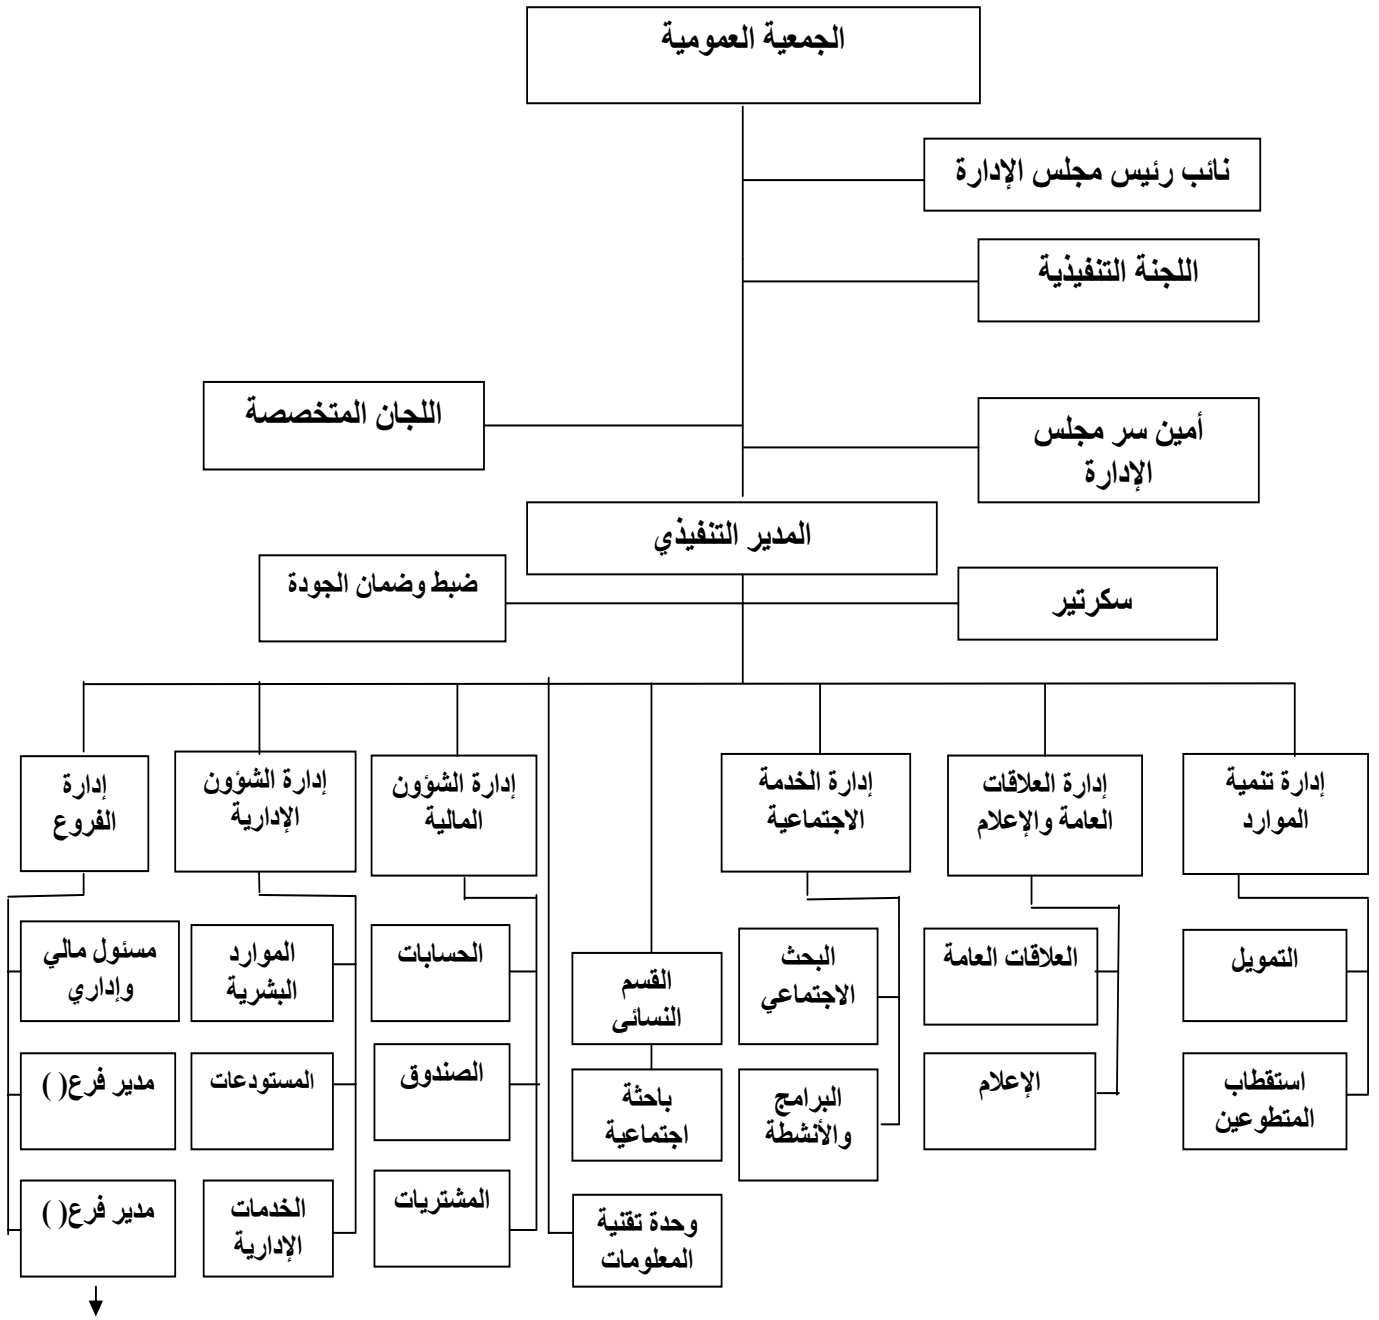 الجمعية العمومية
نائب رئيس مجلس الإدارة
اللجنة التنفيذية
اللجان المتخصصة
أمين سر مجلس
الإدارة
المدير التنفيذي
ضبط وضمان الجودة
سكرتير
إدارة تنمية
الموارد
إدارة العلاقات
العامة والإعلام
إدارة الخدمة
الاجتماعية
إدارة الشؤون
المالية
إدارة الشؤون
الإدارية
إدارة
الفروع
التمويل
استقطاب
المتطوعين
العلاقات العامة
الإعلام
البحث
الاجتماعي
البرامج
والأنشطة
القسم
النسائى
باحثة
اجتماعية
وحدة تقنية
المعلومات
الحسابات
الصندوق
المشتريات
الموارد
البشرية
المستودعات
الخدمات
الإدارية
مسئول مالي
وإداري
مدير فرع( )
مدير فرع( )